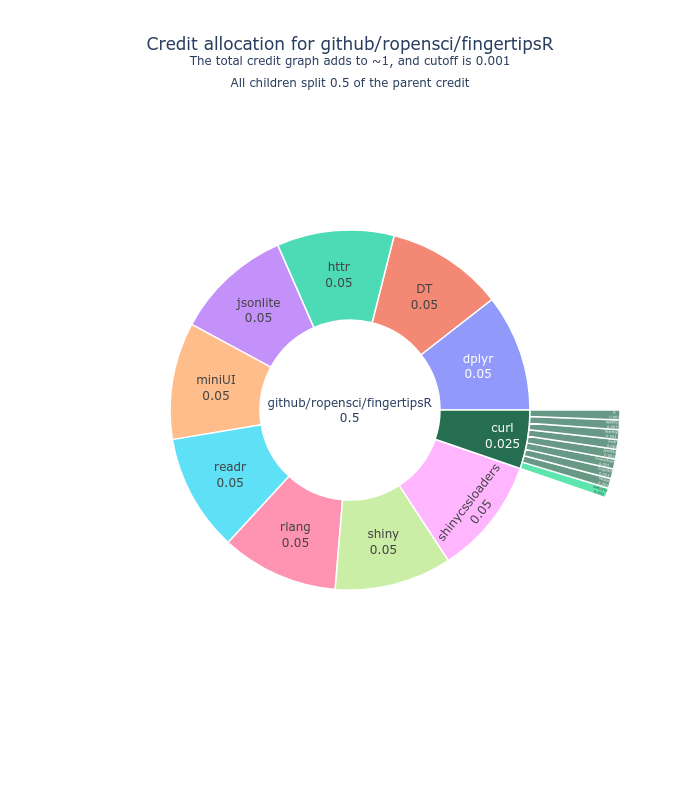 Credit allocation for github/ropensci/fingertipsR
The total credit graph adds to ~1, and cutoff is 0.001
All children split 0.5 of the parent credit
httr
0.05
DT
0.05
jsonlite
0.05
dplyr
0.05
miniUI
0.05
github/ropensci/fingertipsR
0.5
curl
0.025
readr
0.05
shinycssloaders
0.05
rlang
0.05
shiny
0.05